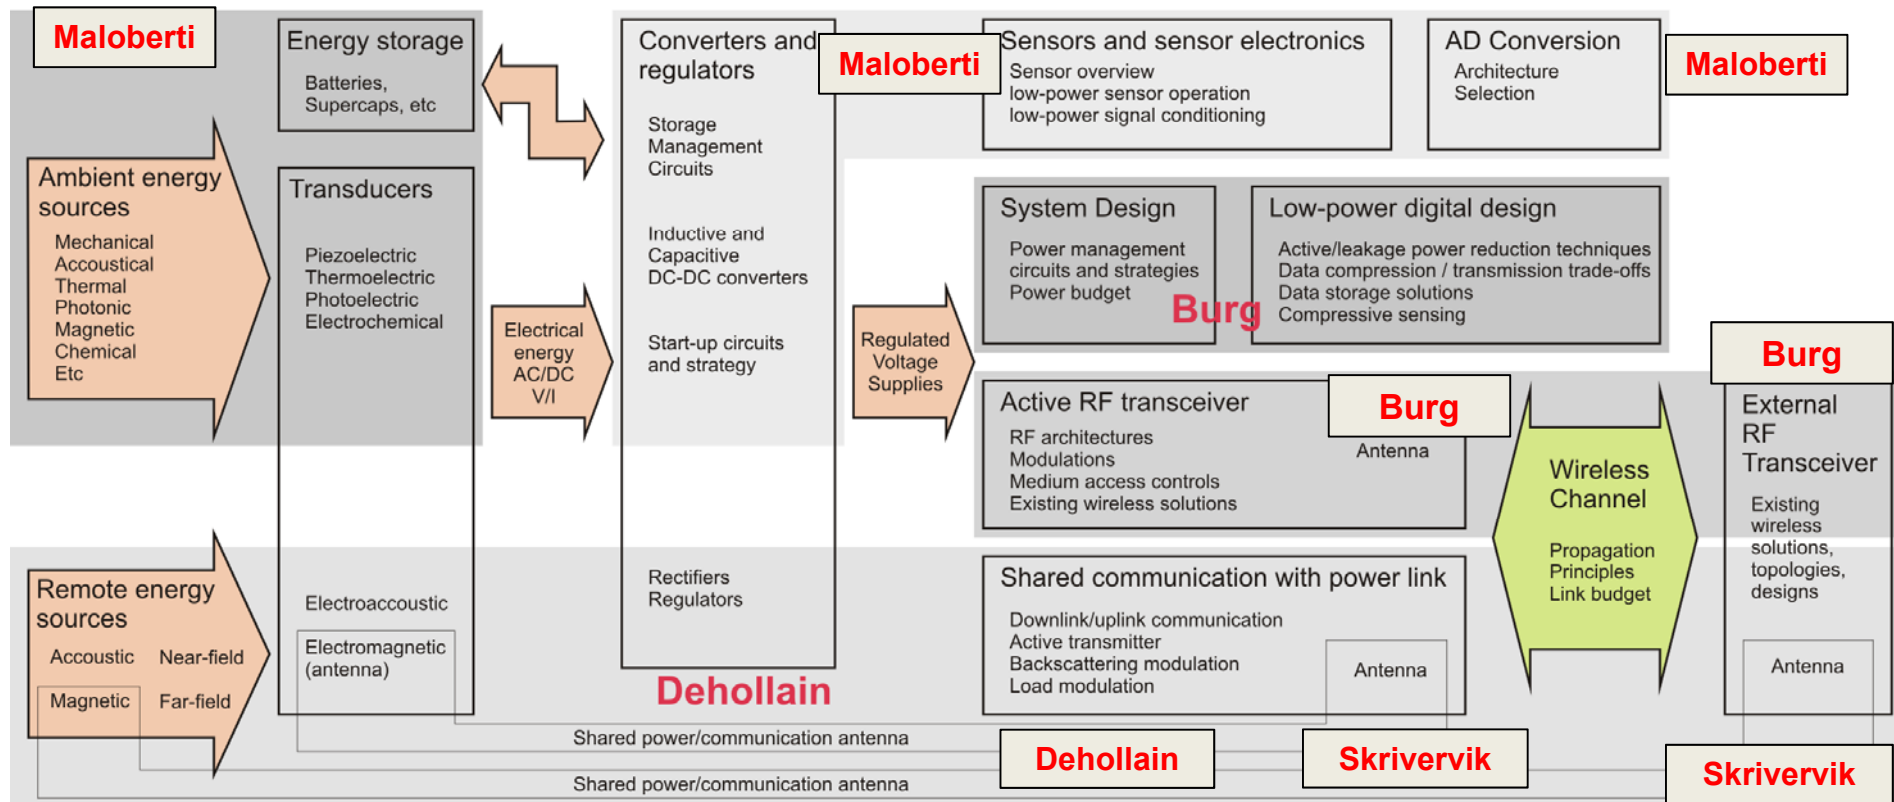 Maloberti
Energy storage
Batteries,
Supercaps, etc
Converters and
regulators
Storage
Management
Circuits
Inductive and
Capacitive
DC-DC converters
Start-up circuits
and strategy
Rectifiers
Regulators
Maloberti
Sensors and sensor electronics
Sensor overview
low-power sensor operation
low-power signal conditioning
AD Conversion
Architecture
Selection
Maloberti
Ambient energy
sources
Mechanical
Accoustical
Thermal
Photonic
Magnetic
Chemical
Etc
Transducers
Piezoelectric
Thermoelectric
Photoelectric
Electrochemical
Electroaccoustic
Electromagnetic
(antenna)
Electrical
energy
AC/DC
V/I
Regulated
Voltage
Supplies
System Design
Power management
circuits and strategies
Power budget
Burg
Low-power digital design
Active/leakage power reduction techniques
Data compression / transmission trade-offs
Data storage solutions
Compressive sensing
Active RF transceiver
RF architectures
Modulations
Medium access controls
Existing wireless solutions
Burg
Antenna
Wireless
Channel
Propagation
Principles
Link budget
Burg
External
RF
Transceiver
Existing
wireless
solutions,
topologies,
designs
Antenna
Remote energy
sources
Accoustic Near-field
Magnetic Far-field
Dehollain
Shared communication with power link
Downlink/uplink communication
Active transmitter
Backscattering modulation
Load modulation
Antenna
Shared power/communication antenna
Dehollain
Skrivervik
Skrivervik
Shared power/communication antenna